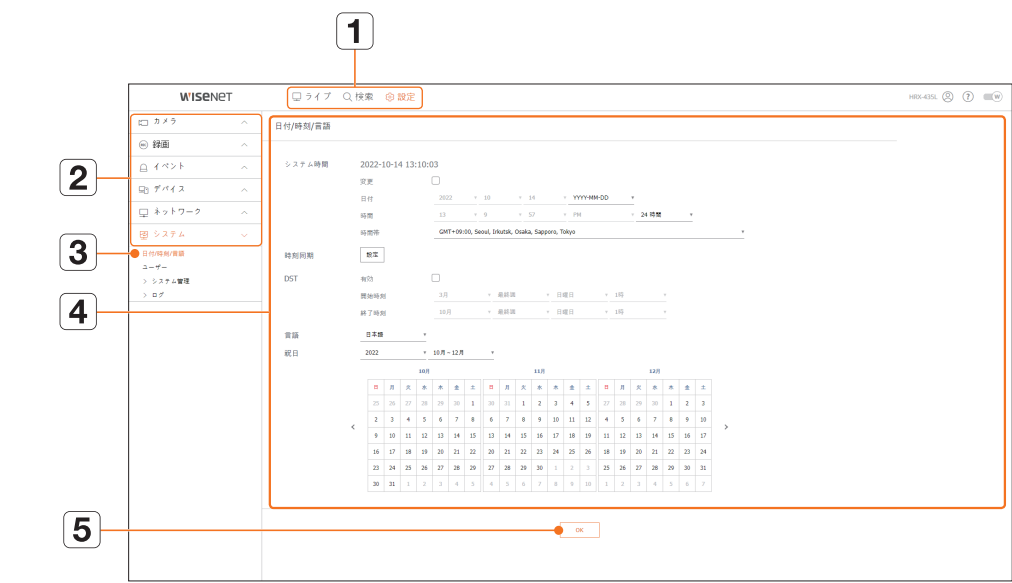 1
WISENET ライブ 検索 設定 HRX-435L ? W
2
カメラ
録画
イベント
デバイス
ネットワーク
システム
3
日付/時刻/言語
ユーザー
> システム管理
> ログ
4
日付/時刻/言語
システム時間 2022-10-14 13:10:03
変更
日付 2022 10 14 YYYY-MM-DD
時間 13 9 57 PM 24 時間
時間帯 GMT+09:00, Seoul, Irkutsk, Osaka, Sapporo, Tokyo
時刻同期 設定
DST 有効
開始時刻 3月 最終週 日曜日 1時
終了時刻 10月 最終週 日曜日 1時
言語 日本語
祝日 2022 10月 – 12月
10月 11月 12月
日 月 火 水 木 金 土 日 月 火 水 木 金 土 日 月 火 水 木 金 土
25 26 27 28 29 30 1 30 31 1 2 3 4 5 27 28 29 30 1 2 3
2 3 4 5 6 7 8 6 7 8 9 10 11 12 4 5 6 7 8 9 10
9 10 11 12 13 14 15 13 14 15 16 17 18 19 11 12 13 14 15 16 17
16 17 18 19 20 21 22 20 21 22 23 24 25 26 18 19 20 21 22 23 24
23 24 25 26 27 28 29 27 28 29 30 1 2 3 25 26 27 28 29 30 31
30 31 1 2 3 4 5 4 5 6 7 8 9 10 1 2 3 4 5 6 7
5
OK